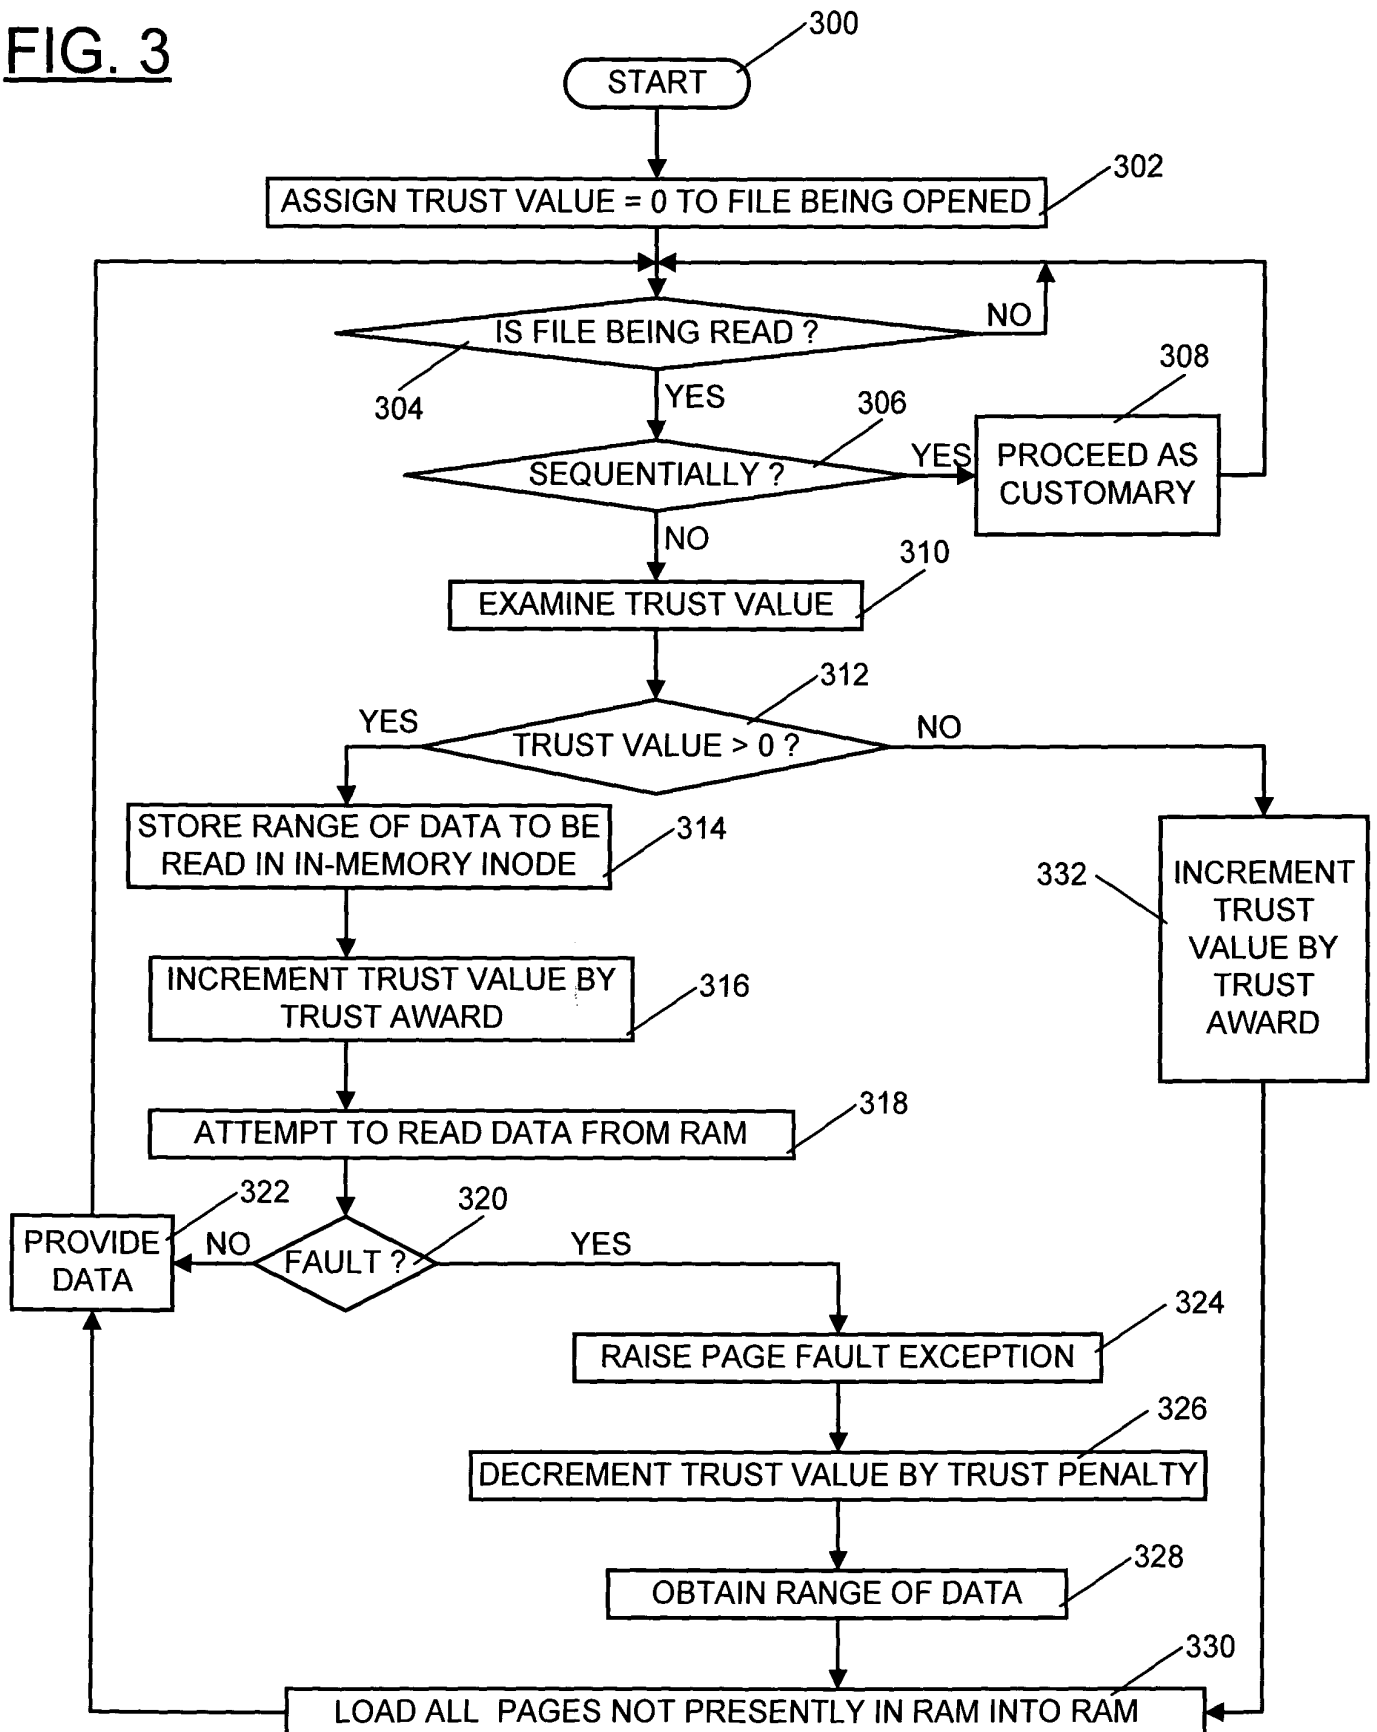 FIG. 3
300
START
302
ASSIGN TRUST VALUE = 0 TO FILE BEING OPENED
IS FILE BEING READ ?
NO
304
YES
308
306
SEQUENTIALLY ?
YES
PROCEED AS
CUSTOMARY
NO
310
EXAMINE TRUST VALUE
312
YES
TRUST VALUE > 0 ?
NO
STORE RANGE OF DATA TO BE
READ IN IN-MEMORY INODE
314
332
INCREMENT
TRUST
VALUE BY
TRUST
AWARD
INCREMENT TRUST VALUE BY
TRUST AWARD
316
318
ATTEMPT TO READ DATA FROM RAM
322
320
PROVIDE
DATA
NO
FAULT ?
YES
324
RAISE PAGE FAULT EXCEPTION
326
DECREMENT TRUST VALUE BY TRUST PENALTY
328
OBTAIN RANGE OF DATA
330
LOAD ALL PAGES NOT PRESENTLY IN RAM INTO RAM